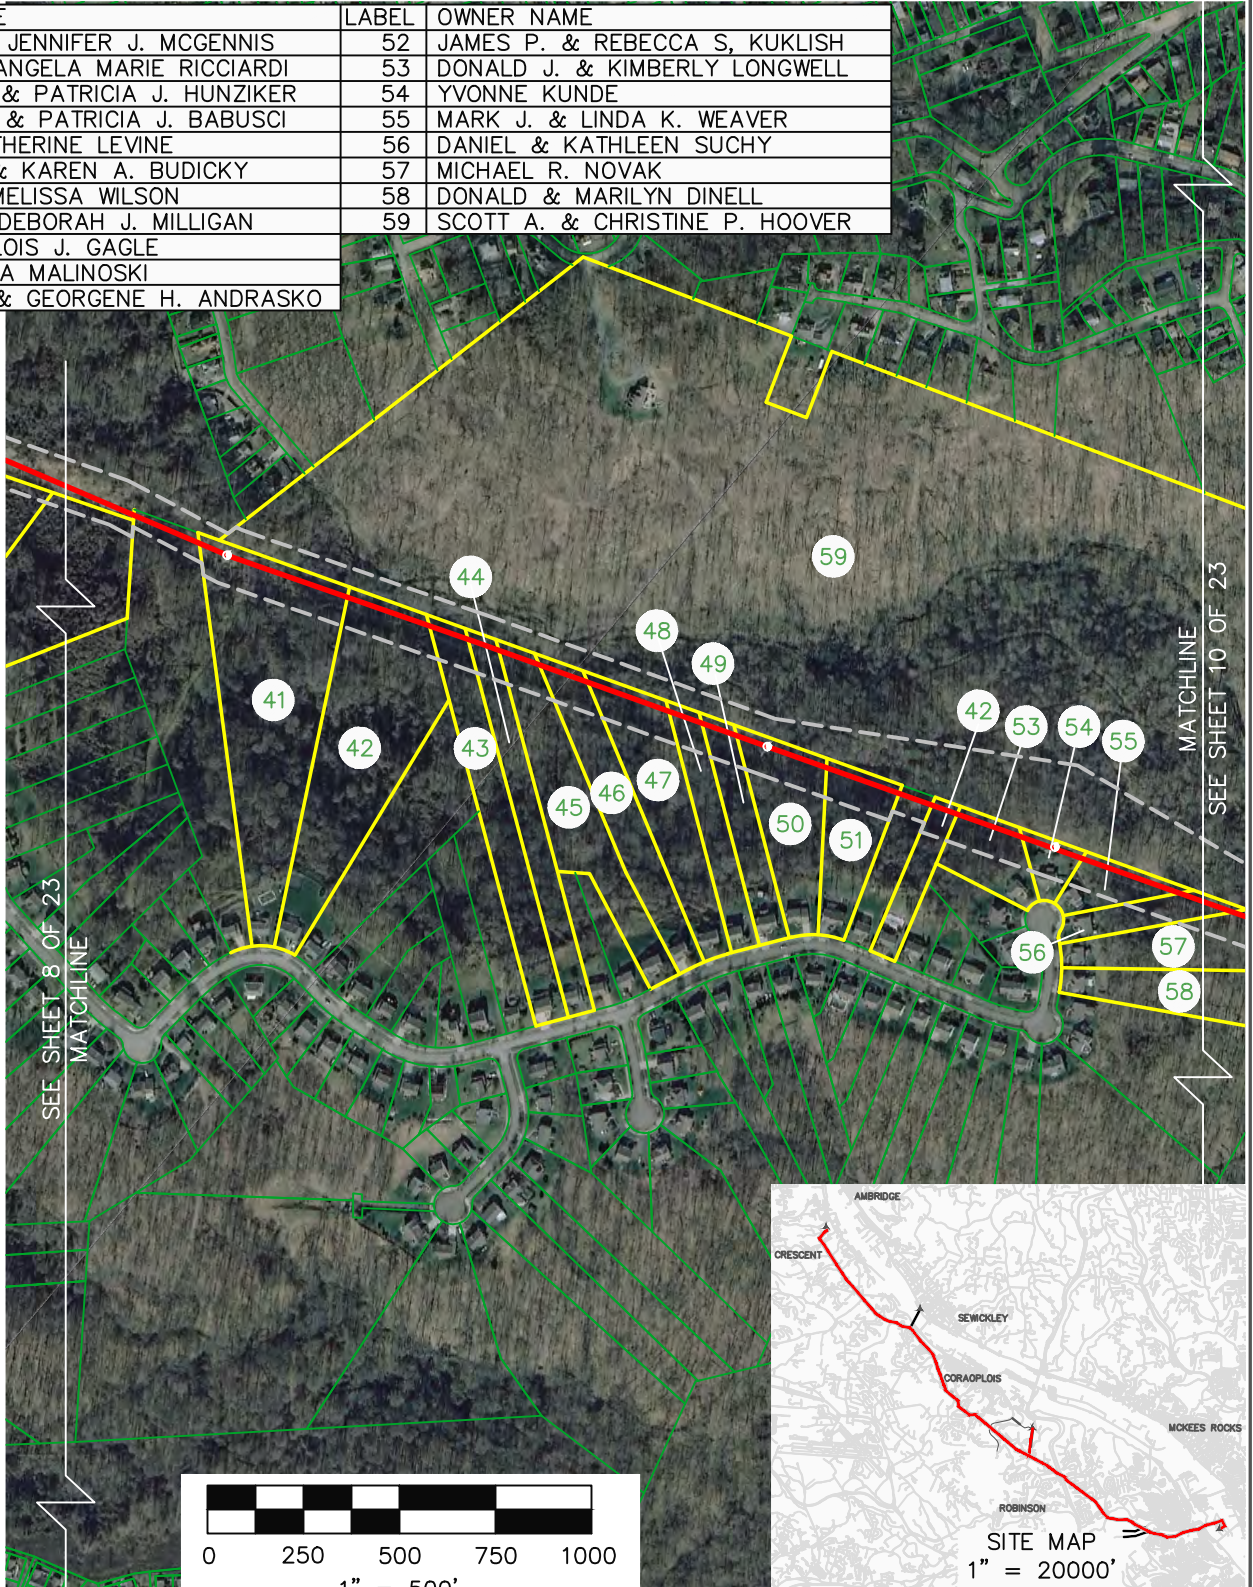 E LABEL OWNER NAME
JENNIFER J. MCGENNIS 52 JAMES P. & REBECCA S, KUKLISH
ANGELA MARIE RICCIARDI 53 DONALD J. & KIMBERLY LONGWELL
& PATRICIA J. HUNZIKER 54 YVONNE KUNDE
& PATRICIA J. BABUSCI 55 MARK J. & LINDA K. WEAVER
THERINE LEVINE 56 DANIEL & KATHLEEN SUCHY
& KAREN A. BUDICKY 57 MICHAEL R. NOVAK
MELISSA WILSON 58 DONALD & MARILYN DINELL
DEBORAH J. MILLIGAN 59 SCOTT A. & CHRISTINE P. HOOVER
LOIS J. GAGLE
A MALINOSKI
& GEORGENE H. ANDRASKO
59
44
48
49
41
42
43
45
46
47
50
51
42
53
54
55
56
57
58
MATCHLINE
SEE SHEET 10 OF 23
SEE SHEET 8 OF 23
MATCHLINE
AMBRIDGE
CRESCENT
SEWICKLEY
CORAOPLOIS
MCKEES ROCKS
ROBINSON
SITE MAP
1" = 20000'
0 250 500 750 1000
1" = 500'